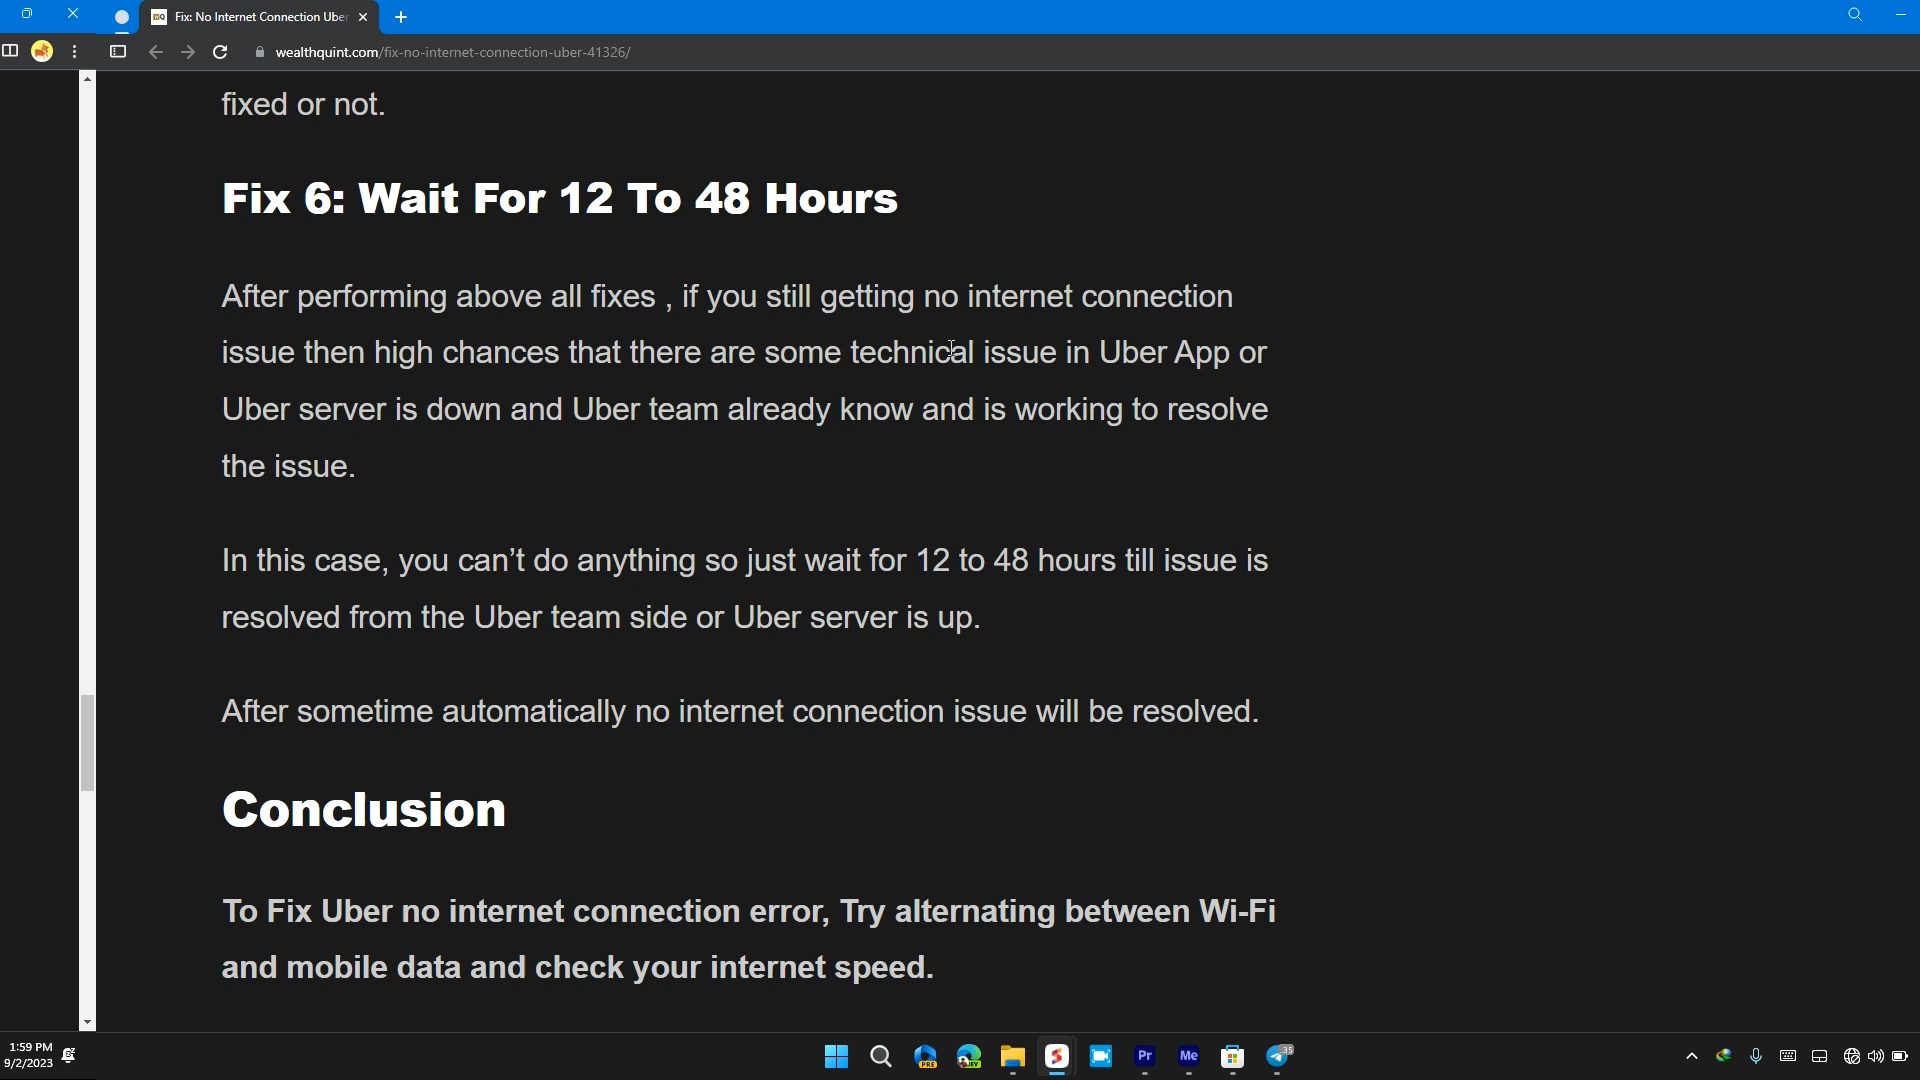 WQ Fix: No Internet Connection Uber
wealthquint.com/fix-no-internet-connection-uber-41326/
fixed or not.
Fix 6: Wait For 12 To 48 Hours
After performing above all fixes , if you still getting no internet connection
issue then high chances that there are some technical issue in Uber App or
Uber server is down and Uber team already know and is working to resolve
the issue.
In this case, you can’t do anything so just wait for 12 to 48 hours till issue is
resolved from the Uber team side or Uber server is up.
After sometime automatically no internet connection issue will be resolved.
Conclusion
To Fix Uber no internet connection error, Try alternating between Wi-Fi
and mobile data and check your internet speed.
1:59 PM
9/2/2023
PRE
DEV
Pr
Me
35